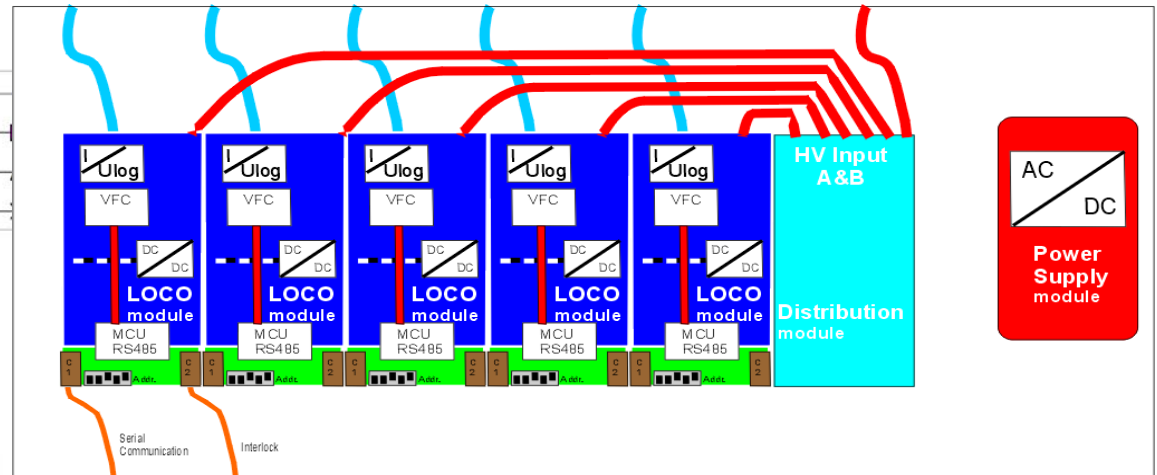 I
Ulog
VFC
DC
DC
LOCO
module
MCU
RS485
C
1
Addr.
C
2
I
Ulog
VFC
DC
DC
LOCO
module
MCU
RS485
C
1
Addr.
C
2
I
Ulog
VFC
DC
DC
LOCO
module
MCU
RS485
C
1
Addr.
C
2
I
Ulog
VFC
DC
DC
LOCO
module
MCU
RS485
C
1
Addr.
C
2
I
Ulog
VFC
DC
DC
LOCO
module
MCU
RS485
C
1
Addr.
C
2
HV Input
A&B
Distribution
module
AC
DC
Power
Supply
module
Serial
Communication
Interlock